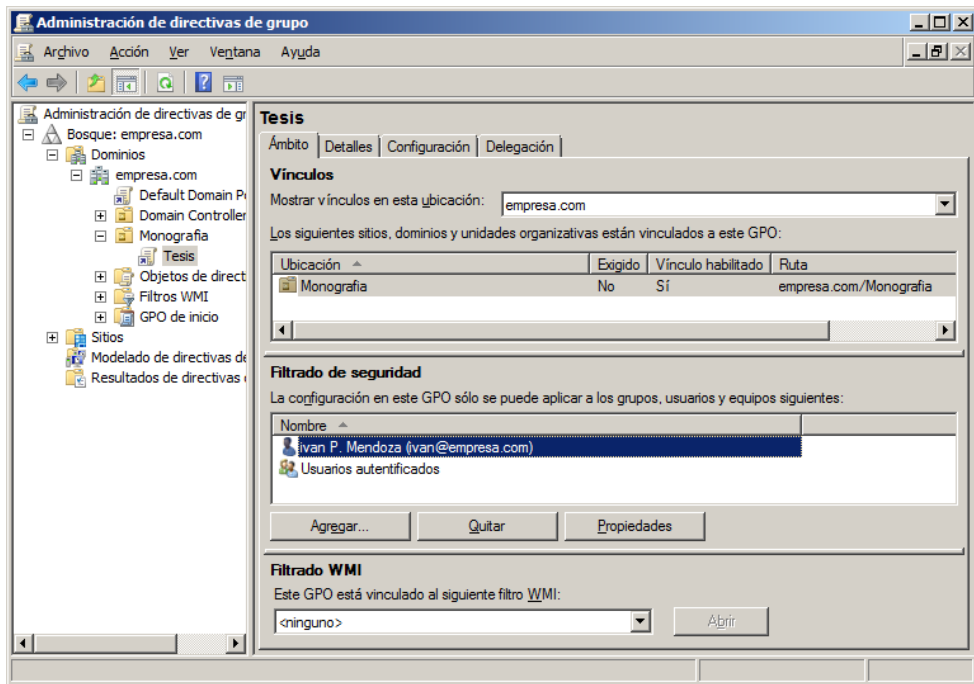 Administración de directivas de grupo
Archivo Acción Ver Ventana Ayuda
Administración de directivas de gr
Bosque: empresa.com
Dominios
empresa.com
Default Domain P
Domain Controller
Monografia
Tesis
Objetos de direct
Filtros WMI
GPO de inicio
Sitios
Modelado de directivas de
Resultados de directivas
Tesis
Ámbito Detalles Configuración Delegación
Vínculos
Mostrar vínculos en esta ubicación: empresa.com
Los siguientes sitios, dominios y unidades organizativas están vinculados a este GPO:
Ubicación Exigido Vínculo habilitado Ruta
Monografia No Sí empresa.com/Monografia
Filtrado de seguridad
La configuración en este GPO sólo se puede aplicar a los grupos, usuarios y equipos siguientes:
Nombre
ivan P. Mendoza (ivan@empresa.com)
Usuarios autentificados
Agregar... Quitar Propiedades
Filtrado WMI
Este GPO está vinculado al siguiente filtro WMI:
<ninguno> Abrir